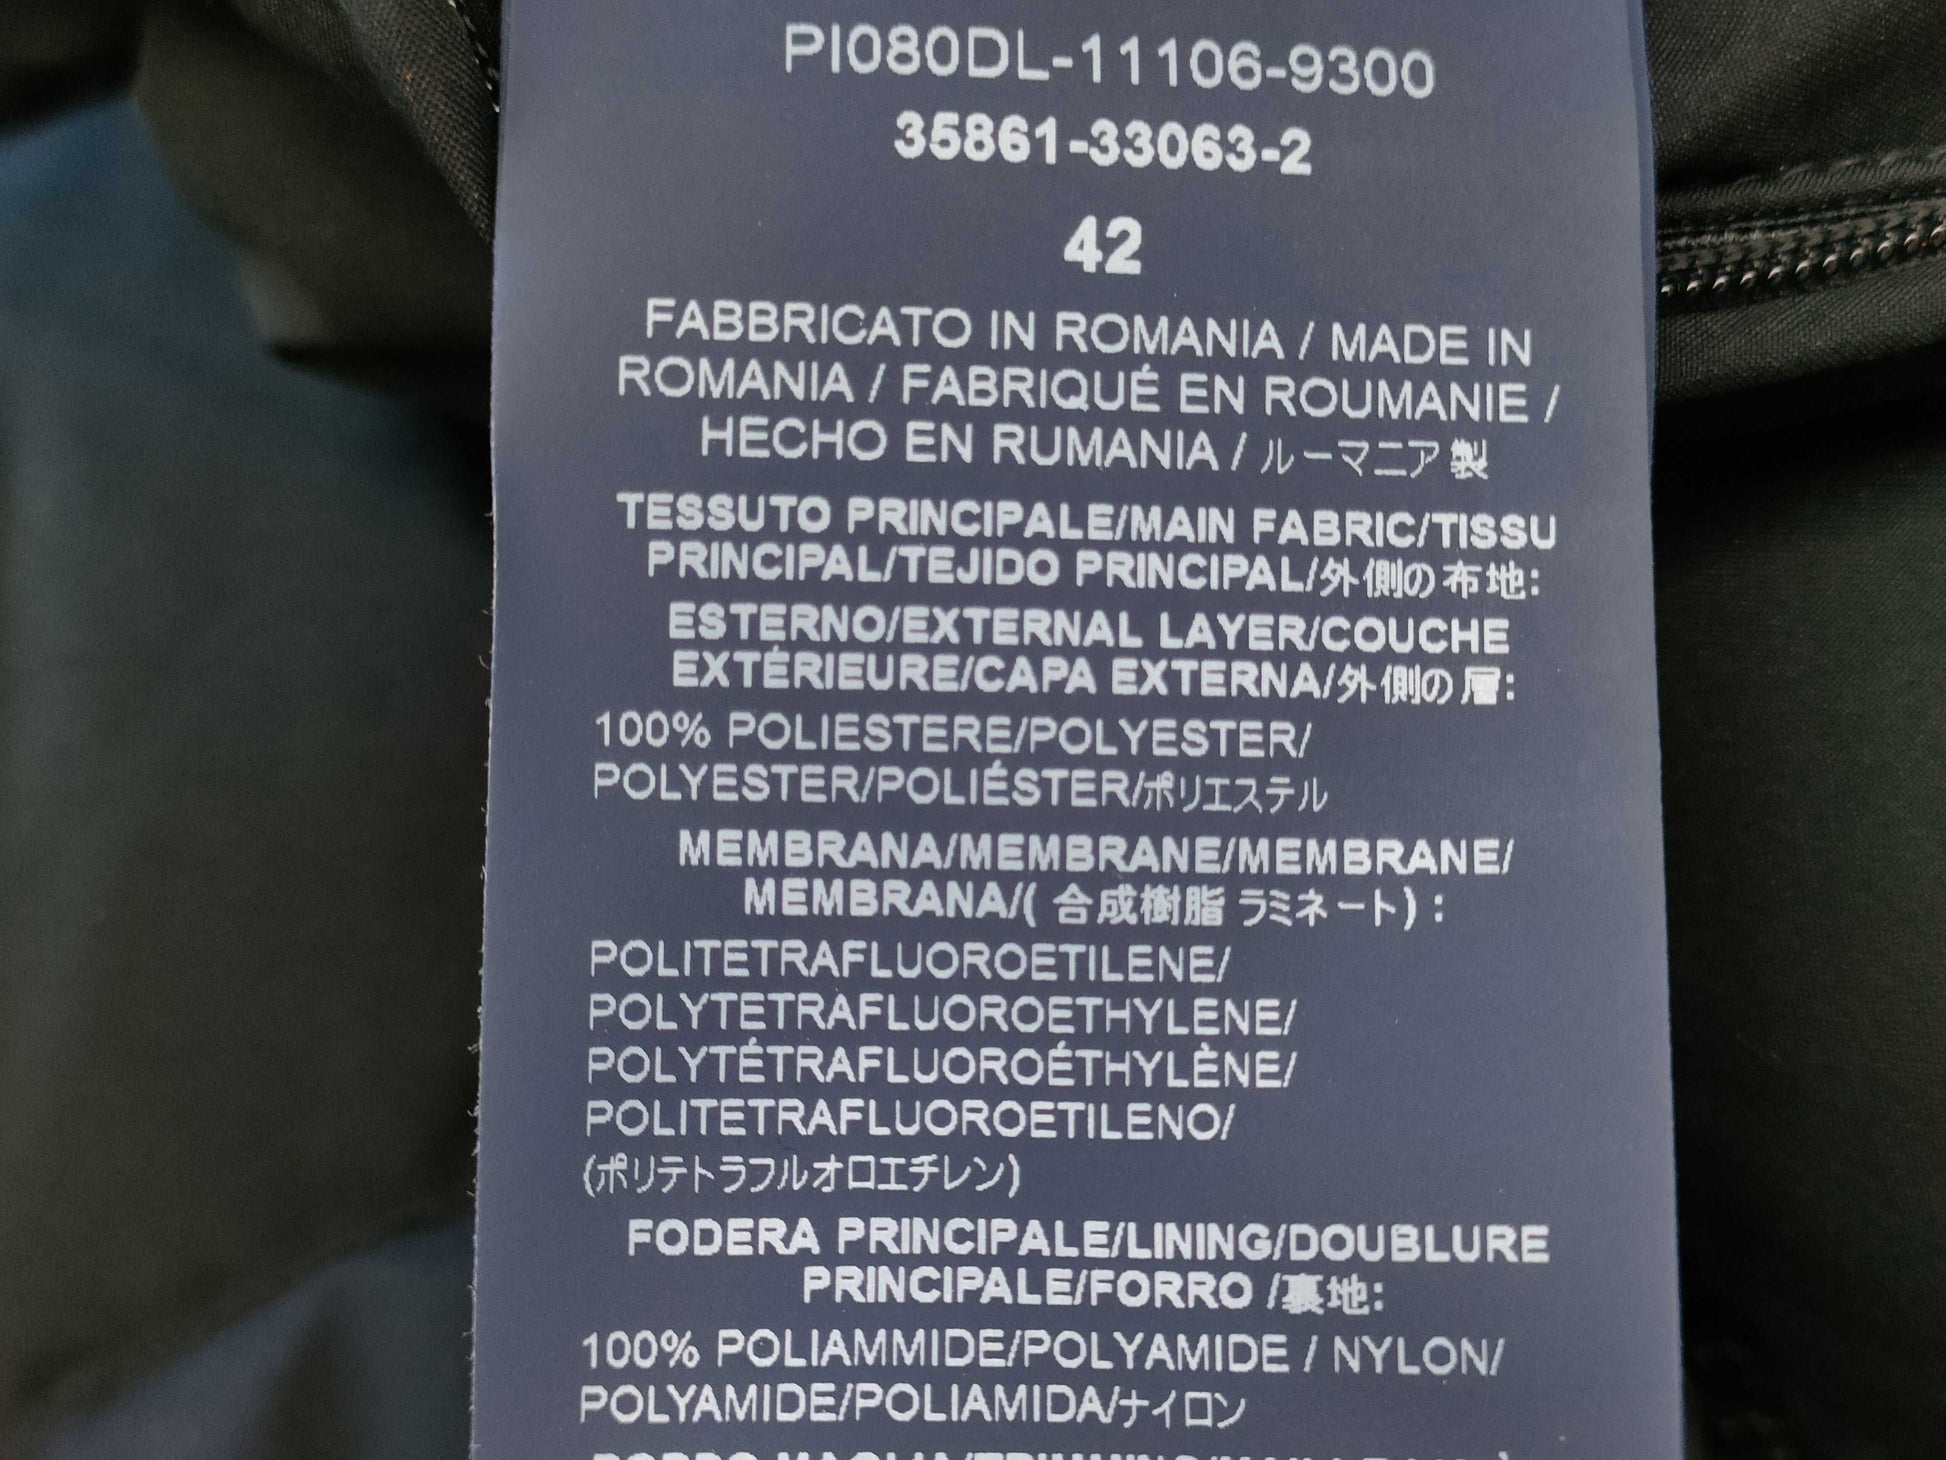 PI080DL-11106-9300
35861-33063-2
42
FABBRICATO IN ROMANIA / MADE IN
ROMANIA / FABRIQUÉ EN ROUMANIE /
HECHO EN RUMANIA / ルーマニア製
TESSUTO PRINCIPALE/MAIN FABRIC/TISSU
PRINCIPAL/TEJIDO PRINCIPAL/外側の布地:
ESTERNO/EXTERNAL LAYER/COUCHE
EXTÉRIEURE/CAPA EXTERNA/外側の層:
100% POLIESTERE/POLYESTER/
POLYESTER/POLIÉSTER/ポリエステル
MEMBRANA/MEMBRANE/MEMBRANE/
MEMBRANA/( 合成樹脂 ラミネート) :
POLITETRAFLUOROETILENE/
POLYTETRAFLUOROETHYLENE/
POLYTÉTRAFLUOROÉTHYLÈNE/
POLITETRAFLUOROETILENO/
(ポリテトラフルオロエチレン)
FODERA PRINCIPALE/LINING/DOUBLURE
PRINCIPALE/FORRO /裏地:
100% POLIAMMIDE/POLYAMIDE / NYLON/
POLYAMIDE/POLIAMIDA/ナイロン